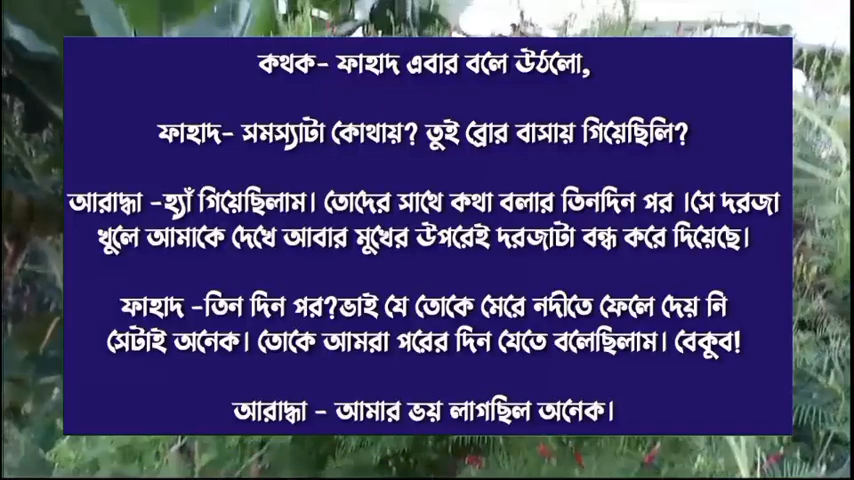 কথক- ফাহাদ এবার বলে উঠলো,
ফাহাদ- সমস্যাটা কোথায়? তুই ব্রোর বাসায় গিয়েছিলি?
আরাদ্ধা -হ্যাঁ গিয়েছিলাম। তোদের সাথে কথা বলার তিনদিন পর ।সে দরজা
খুলে আমাকে দেখে আবার মুখের উপরেই দরজাটা বন্ধ করে দিয়েছে।
ফাহাদ -তিন দিন পর?ভাই যে তোকে মেরে নদীতে ফেলে দেয় নি
সেটাই অনেক। তোকে আমরা পরের দিন যেতে বলেছিলাম। বেকুব!
আরাদ্ধা - আমার ভয় লাগছিল অনেক।